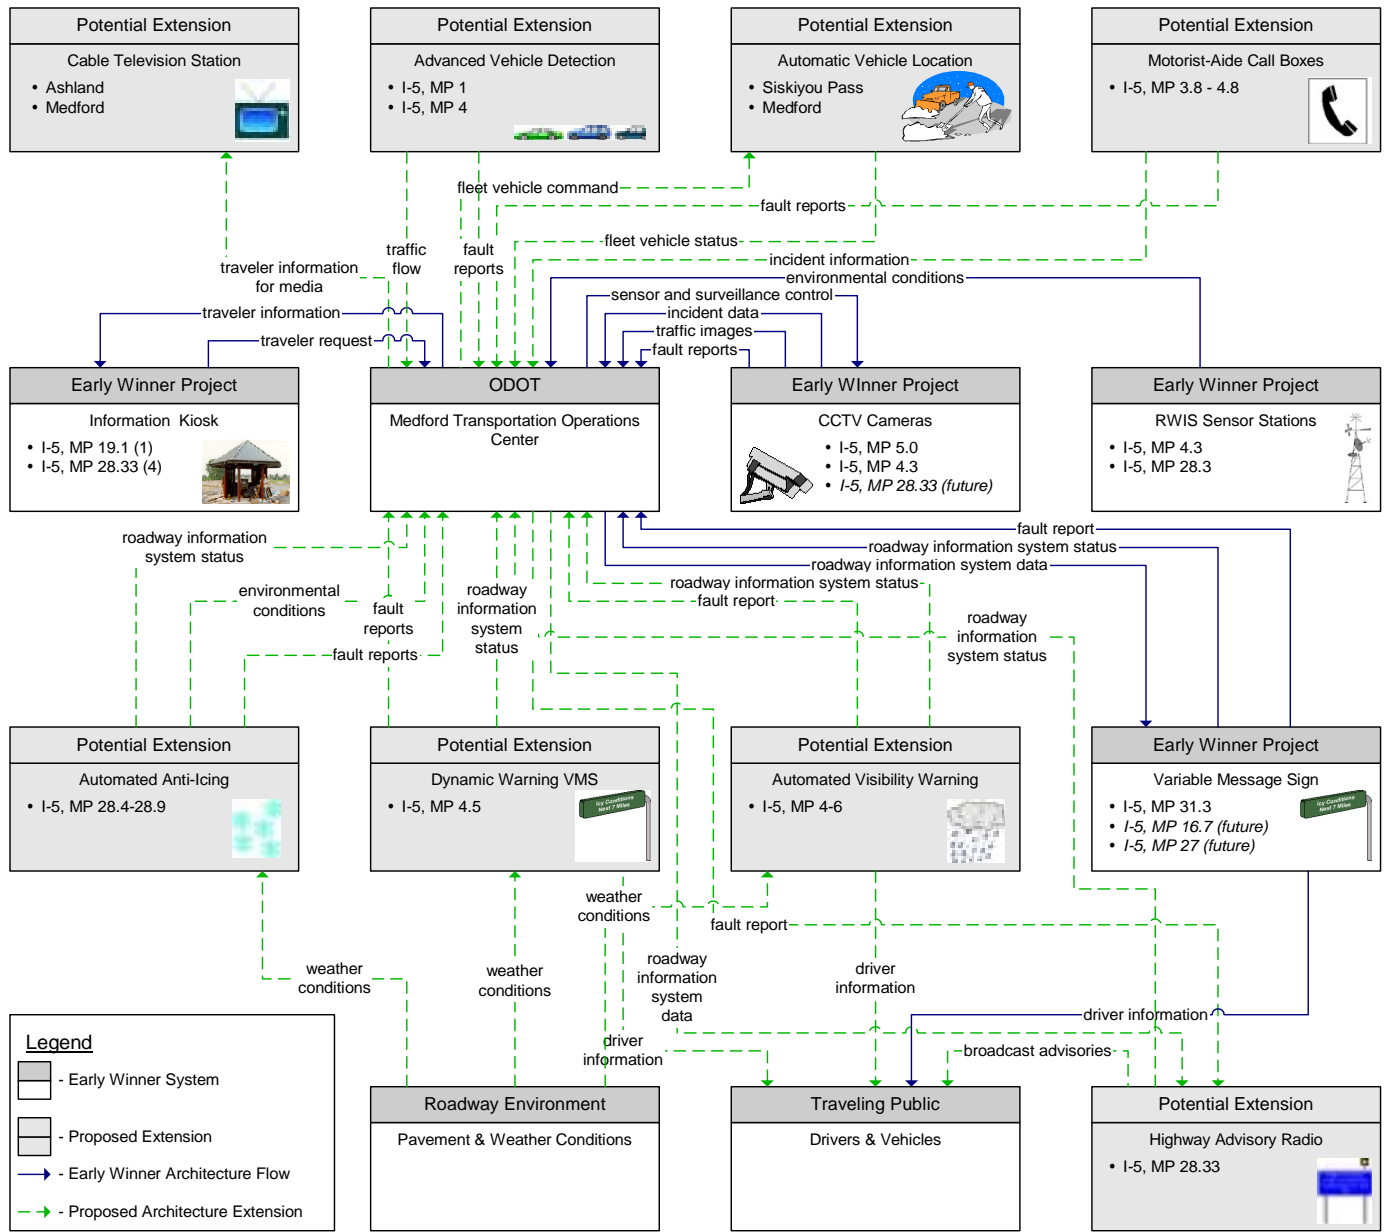 Potential Extension
Cable Television Station
• Ashland
• Medford
Potential Extension
Advanced Vehicle Detection
• I-5, MP 1
• I-5, MP 4
Potential Extension
Automatic Vehicle Location
• Siskiyou Pass
• Medford
Potential Extension
Motorist-Aide Call Boxes
• I-5, MP 3.8 - 4.8
fleet vehicle command
fault reports
fleet vehicle status
traffic
flow
fault
reports
incident information
traveler information
for media
environmental conditions
sensor and surveillance control
traveler information
incident data
traffic images
traveler request
fault reports
Early Winner Project
Information Kiosk
• I-5, MP 19.1 (1)
• I-5, MP 28.33 (4)
ODOT
Medford Transportation Operations
Center
Early WInner Project
CCTV Cameras
• I-5, MP 5.0
• I-5, MP 4.3
• I-5, MP 28.33 (future)
Early Winner Project
RWIS Sensor Stations
• I-5, MP 4.3
• I-5, MP 28.3
roadway information
system status
fault report
roadway information system status
roadway information system data
environmental
conditions
fault
reports
roadway
information
system
status
roadway information system status
fault report
roadway
information
system status
fault reports
Potential Extension
Automated Anti-Icing
• I-5, MP 28.4-28.9
Potential Extension
Dynamic Warning VMS
• I-5, MP 4.5
Icy Conditions
Next 7 Miles
Potential Extension
Automated Visibility Warning
• I-5, MP 4-6
Early Winner Project
Variable Message Sign
• I-5, MP 31.3
• I-5, MP 16.7 (future)
• I-5, MP 27 (future)
Icy Conditions
Next 7 Miles
weather
conditions
fault report
weather
conditions
weather
conditions
roadway
information
system
data
driver
information
driver information
driver
information
broadcast advisories
Legend
- Early Winner System
- Proposed Extension
- Early Winner Architecture Flow
- Proposed Architecture Extension
Roadway Environment
Pavement & Weather Conditions
Traveling Public
Drivers & Vehicles
Potential Extension
Highway Advisory Radio
• I-5, MP 28.33